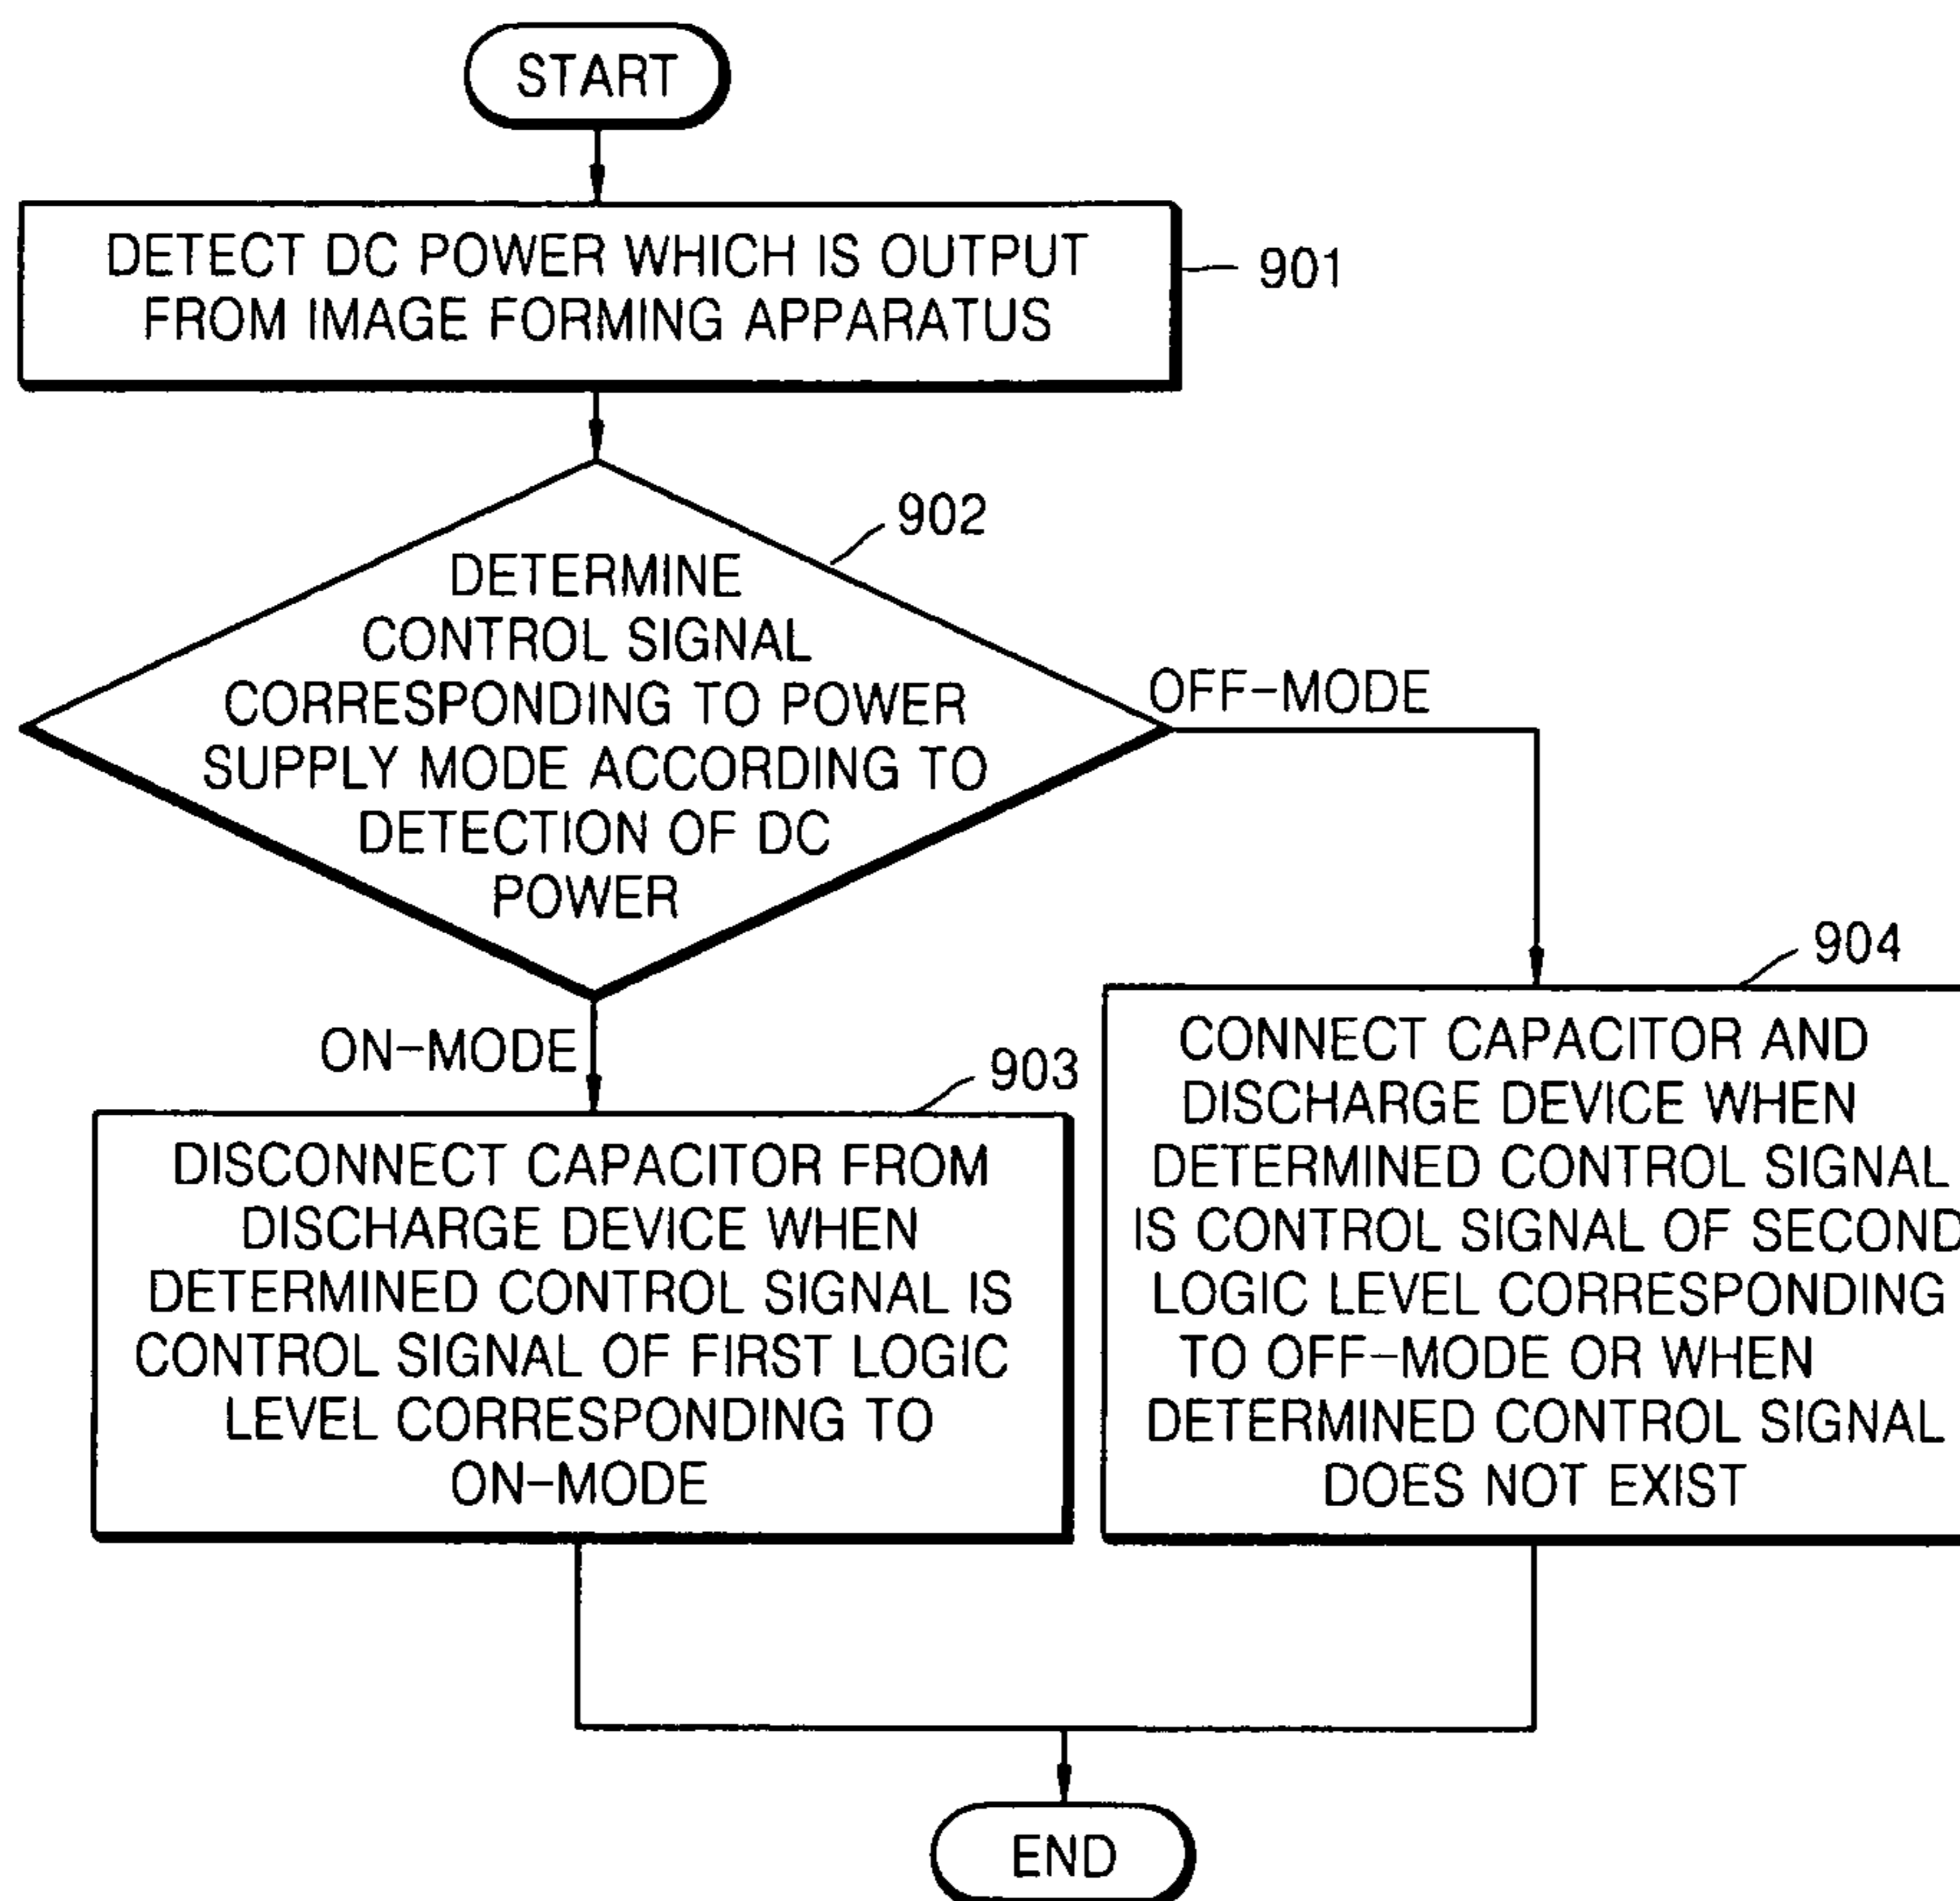 START
DETECT DC POWER WHICH IS OUTPUT
FROM IMAGE FORMING APPARATUS
901
902
DETERMINE
CONTROL SIGNAL
CORRESPONDING TO POWER
SUPPLY MODE ACCORDING TO
DETECTION OF DC
POWER
OFF-MODE
ON-MODE
903
DISCONNECT CAPACITOR FROM
DISCHARGE DEVICE WHEN
DETERMINED CONTROL SIGNAL IS
CONTROL SIGNAL OF FIRST LOGIC
LEVEL CORRESPONDING TO
ON-MODE
904
CONNECT CAPACITOR AND
DISCHARGE DEVICE WHEN
DETERMINED CONTROL SIGNAL
IS CONTROL SIGNAL OF SECOND
LOGIC LEVEL CORRESPONDING
TO OFF-MODE OR WHEN
DETERMINED CONTROL SIGNAL
DOES NOT EXIST
END